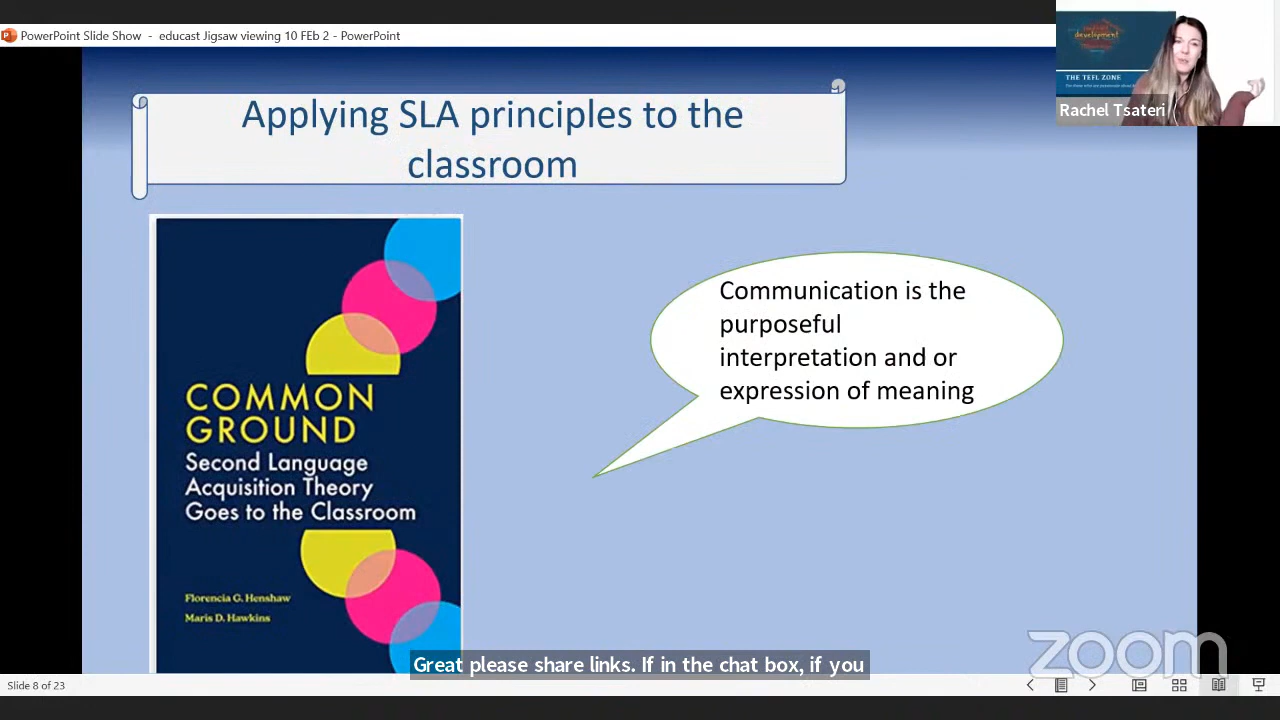 PowerPoint Slide Show - educast Jigsaw viewing 10 FEb 2 - PowerPoint
development
THE TEFL ZONE
Rachel Tsateri
Applying SLA principles to the
classroom
Communication is the
purposeful
interpretation and or
expression of meaning
COMMON
GROUND
Second Language
Acquisition Theory
Goes to the Classroom
Florencia G. Henshaw
Maris D. Hawkins
zoom
Great please share links. If in the chat box, if you
Slide 8 of 23